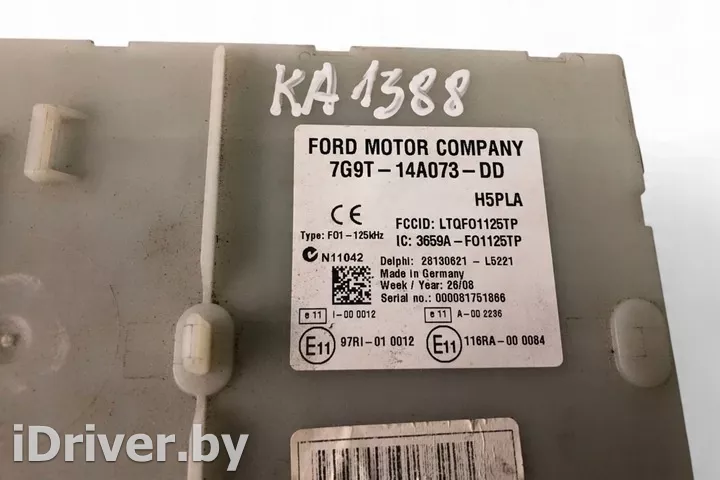 KA1388
FORD MOTOR COMPANY
7G9T-14A073-DD
H5PLA
CE
FCCID: LTQFO1125TP
Type: F01-125kHz
IC: 3659A-FO1125TP
N11042
Delphi: 28130621 - L5221
Made in Germany
Week / Year: 26/08
Serial no.: 000081751866
e 11 I-00 0012 e 11 A-00 2236
E11 97RI-01 0012 E11 116RA-00 0084
iDriver.by